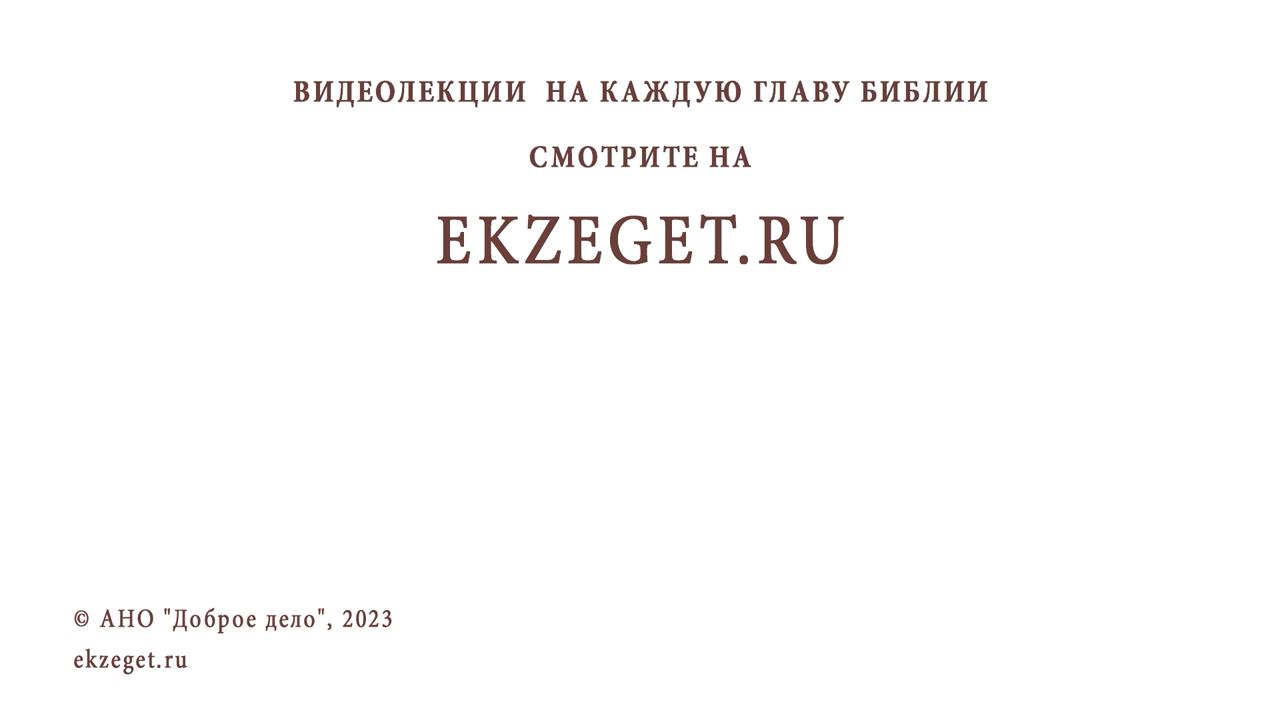 ВИДЕОЛЕКЦИИ НА КАЖДУЮ ГЛАВУ БИБЛИИ
СМОТРИТЕ НА
EKZEGET.RU
© АНО "Доброе дело", 2023
ekzeget.ru